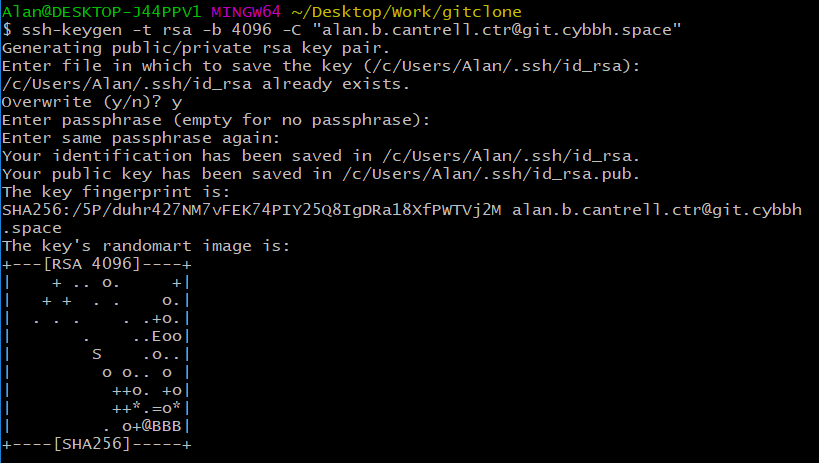 Alan@DESKTOP-J44PPV1 MINGW64 ~/Desktop/Work/gitclone
$ ssh-keygen -t rsa -b 4096 -C "alan.b.cantrell.ctr@git.cybbh.space"
Generating public/private rsa key pair.
Enter file in which to save the key (/c/Users/Alan/.ssh/id_rsa):
/c/Users/Alan/.ssh/id_rsa already exists.
Overwrite (y/n)? y
Enter passphrase (empty for no passphrase):
Enter same passphrase again:
Your identification has been saved in /c/Users/Alan/.ssh/id_rsa.
Your public key has been saved in /c/Users/Alan/.ssh/id_rsa.pub.
The key fingerprint is:
SHA256:/5P/duhr427NM7vFEK74PIY25Q8IgDRa18XfPWTVj2M alan.b.cantrell.ctr@git.cybbh
.space
The key's randomart image is:
+---[RSA 4096]----+
|    + .. o.     +|
|   + +  . .    o.|
|  . . .    . .+o.|
|       .    ..Eoo|
|        S    .o..|
|         o o.. o |
|          ++o. +o|
|          ++*.=o*|
|         . o+@BBB|
+----[SHA256]-----+